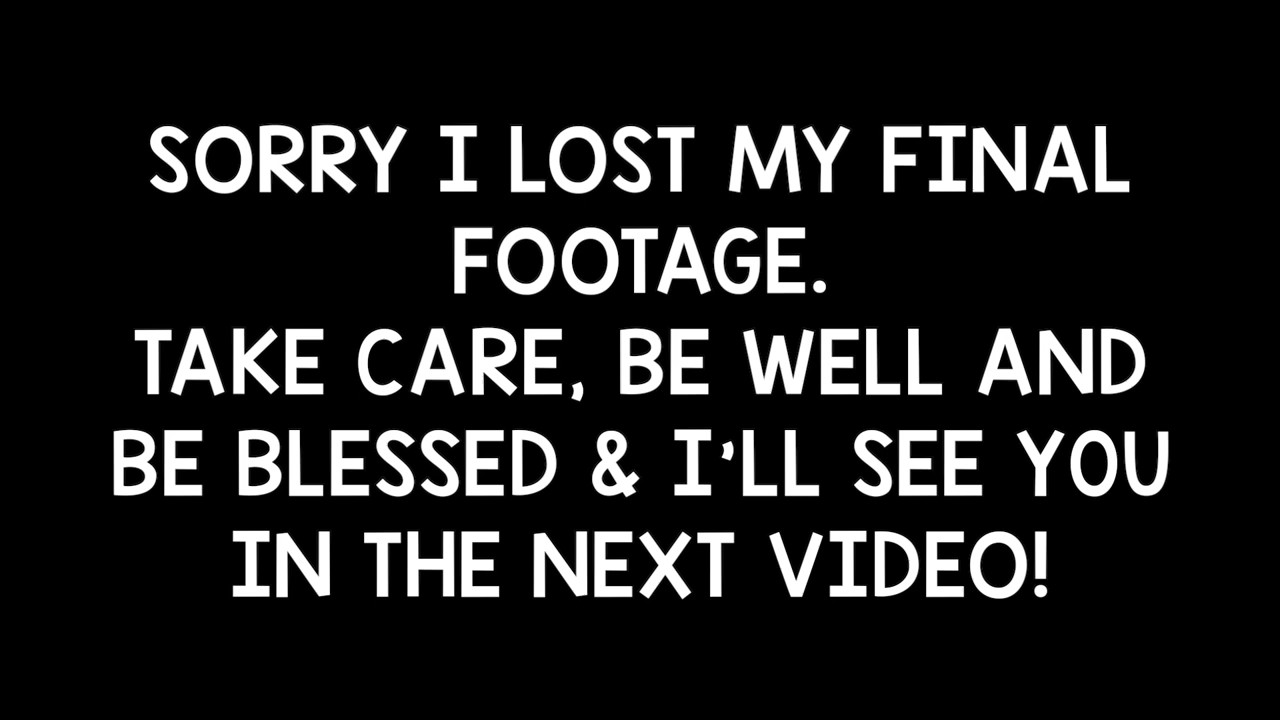 SORRY I LOST MY FINAL
FOOTAGE.
TAKE CARE, BE WELL AND
BE BLESSED & I'LL SEE YOU
IN THE NEXT VIDEO!